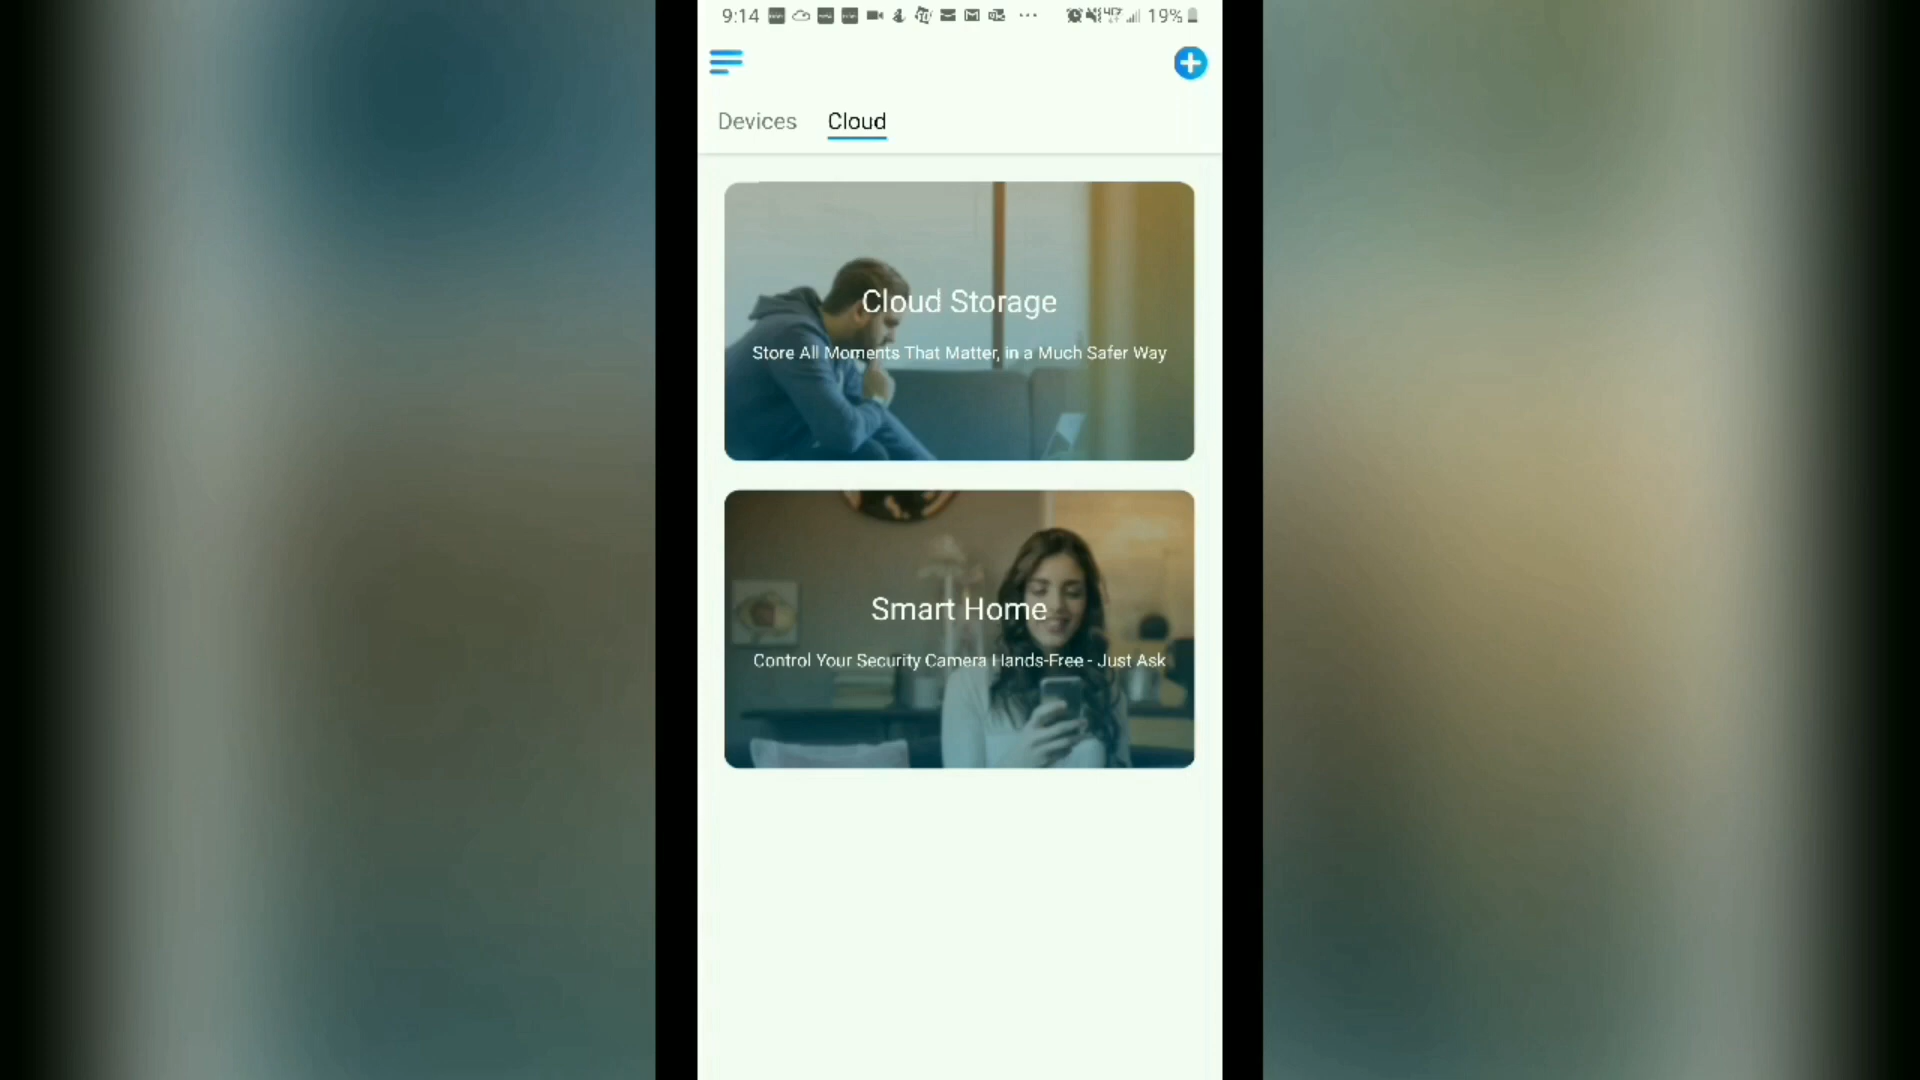 9:14 19%
Devices Cloud
Cloud Storage
Store All Moments That Matter, in a Much Safer Way
Smart Home
Control Your Security Camera Hands-Free - Just Ask